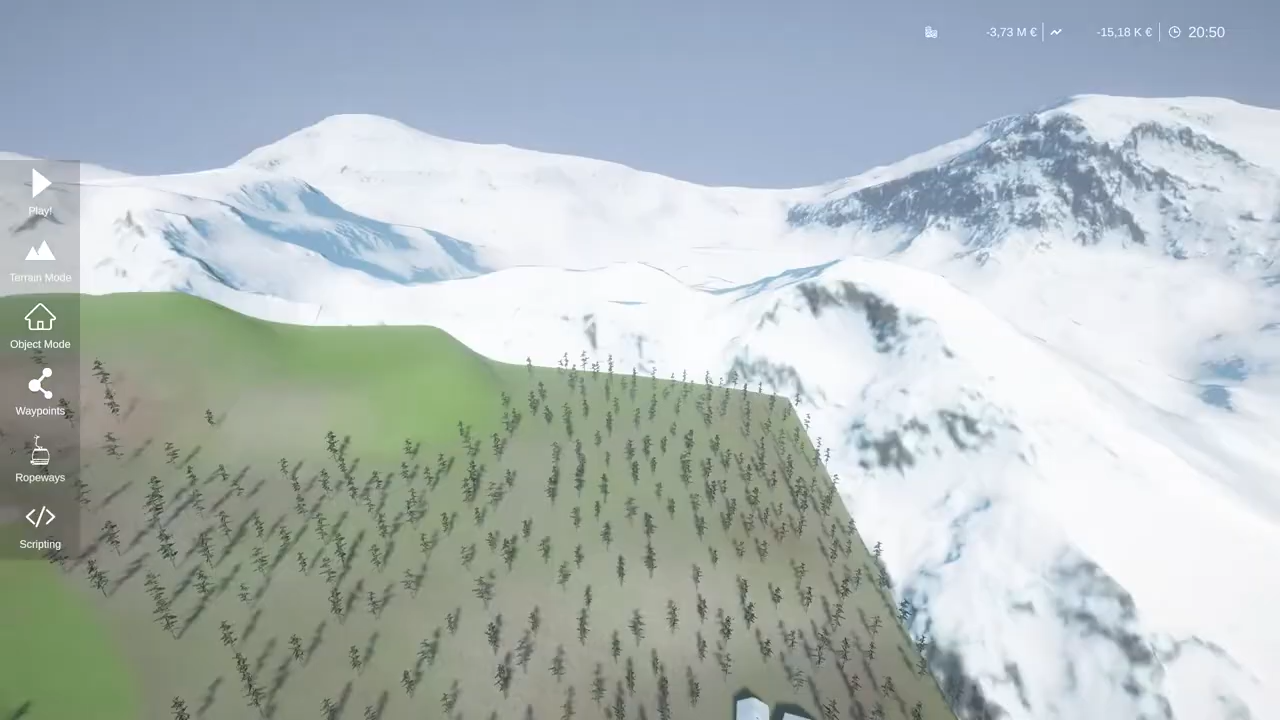 -3,73 M € -15,18 K € 20:50
Play!
Terrain Mode
Object Mode
Waypoints
Ropeways
Scripting